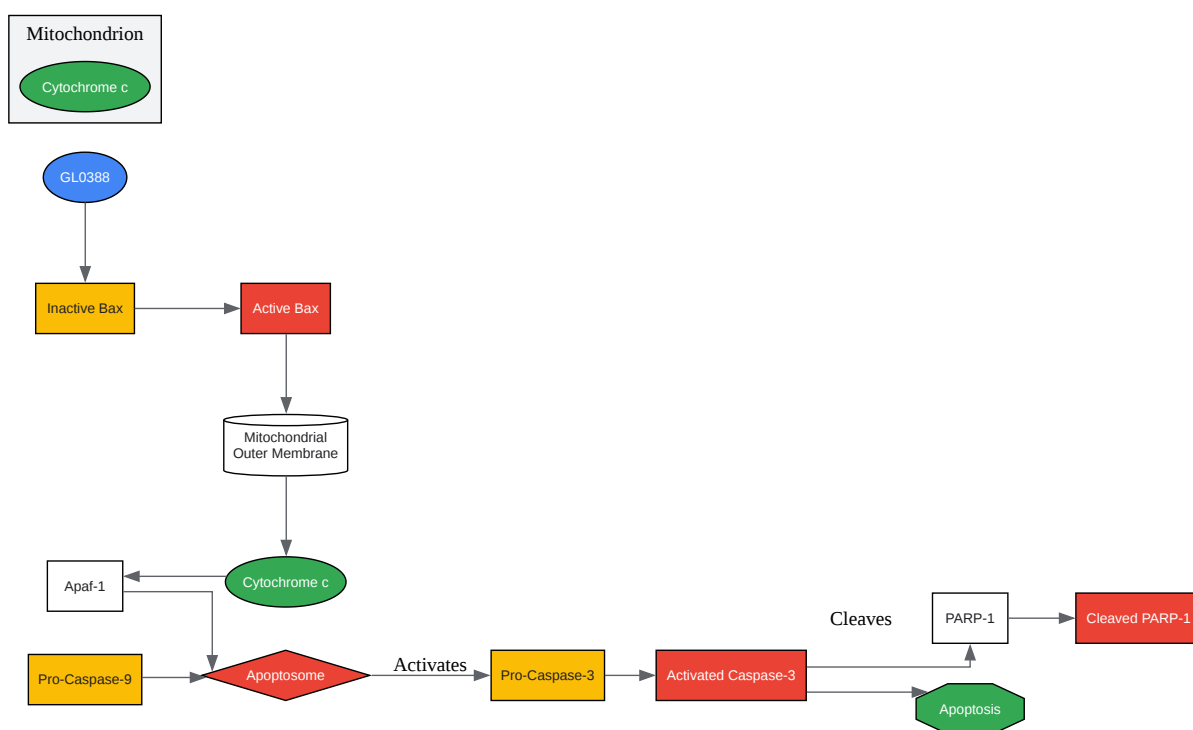 Mitochondrion
Cytochrome c
GL0388
Inactive Bax
Active Bax
Mitochondrial
Outer Membrane
Apaf-1
Cytochrome c
Cleaves
PARP-1
Cleaved PARP-1
Pro-Caspase-9
Apoptosome
Activates
Pro-Caspase-3
Activated Caspase-3
Apoptosis